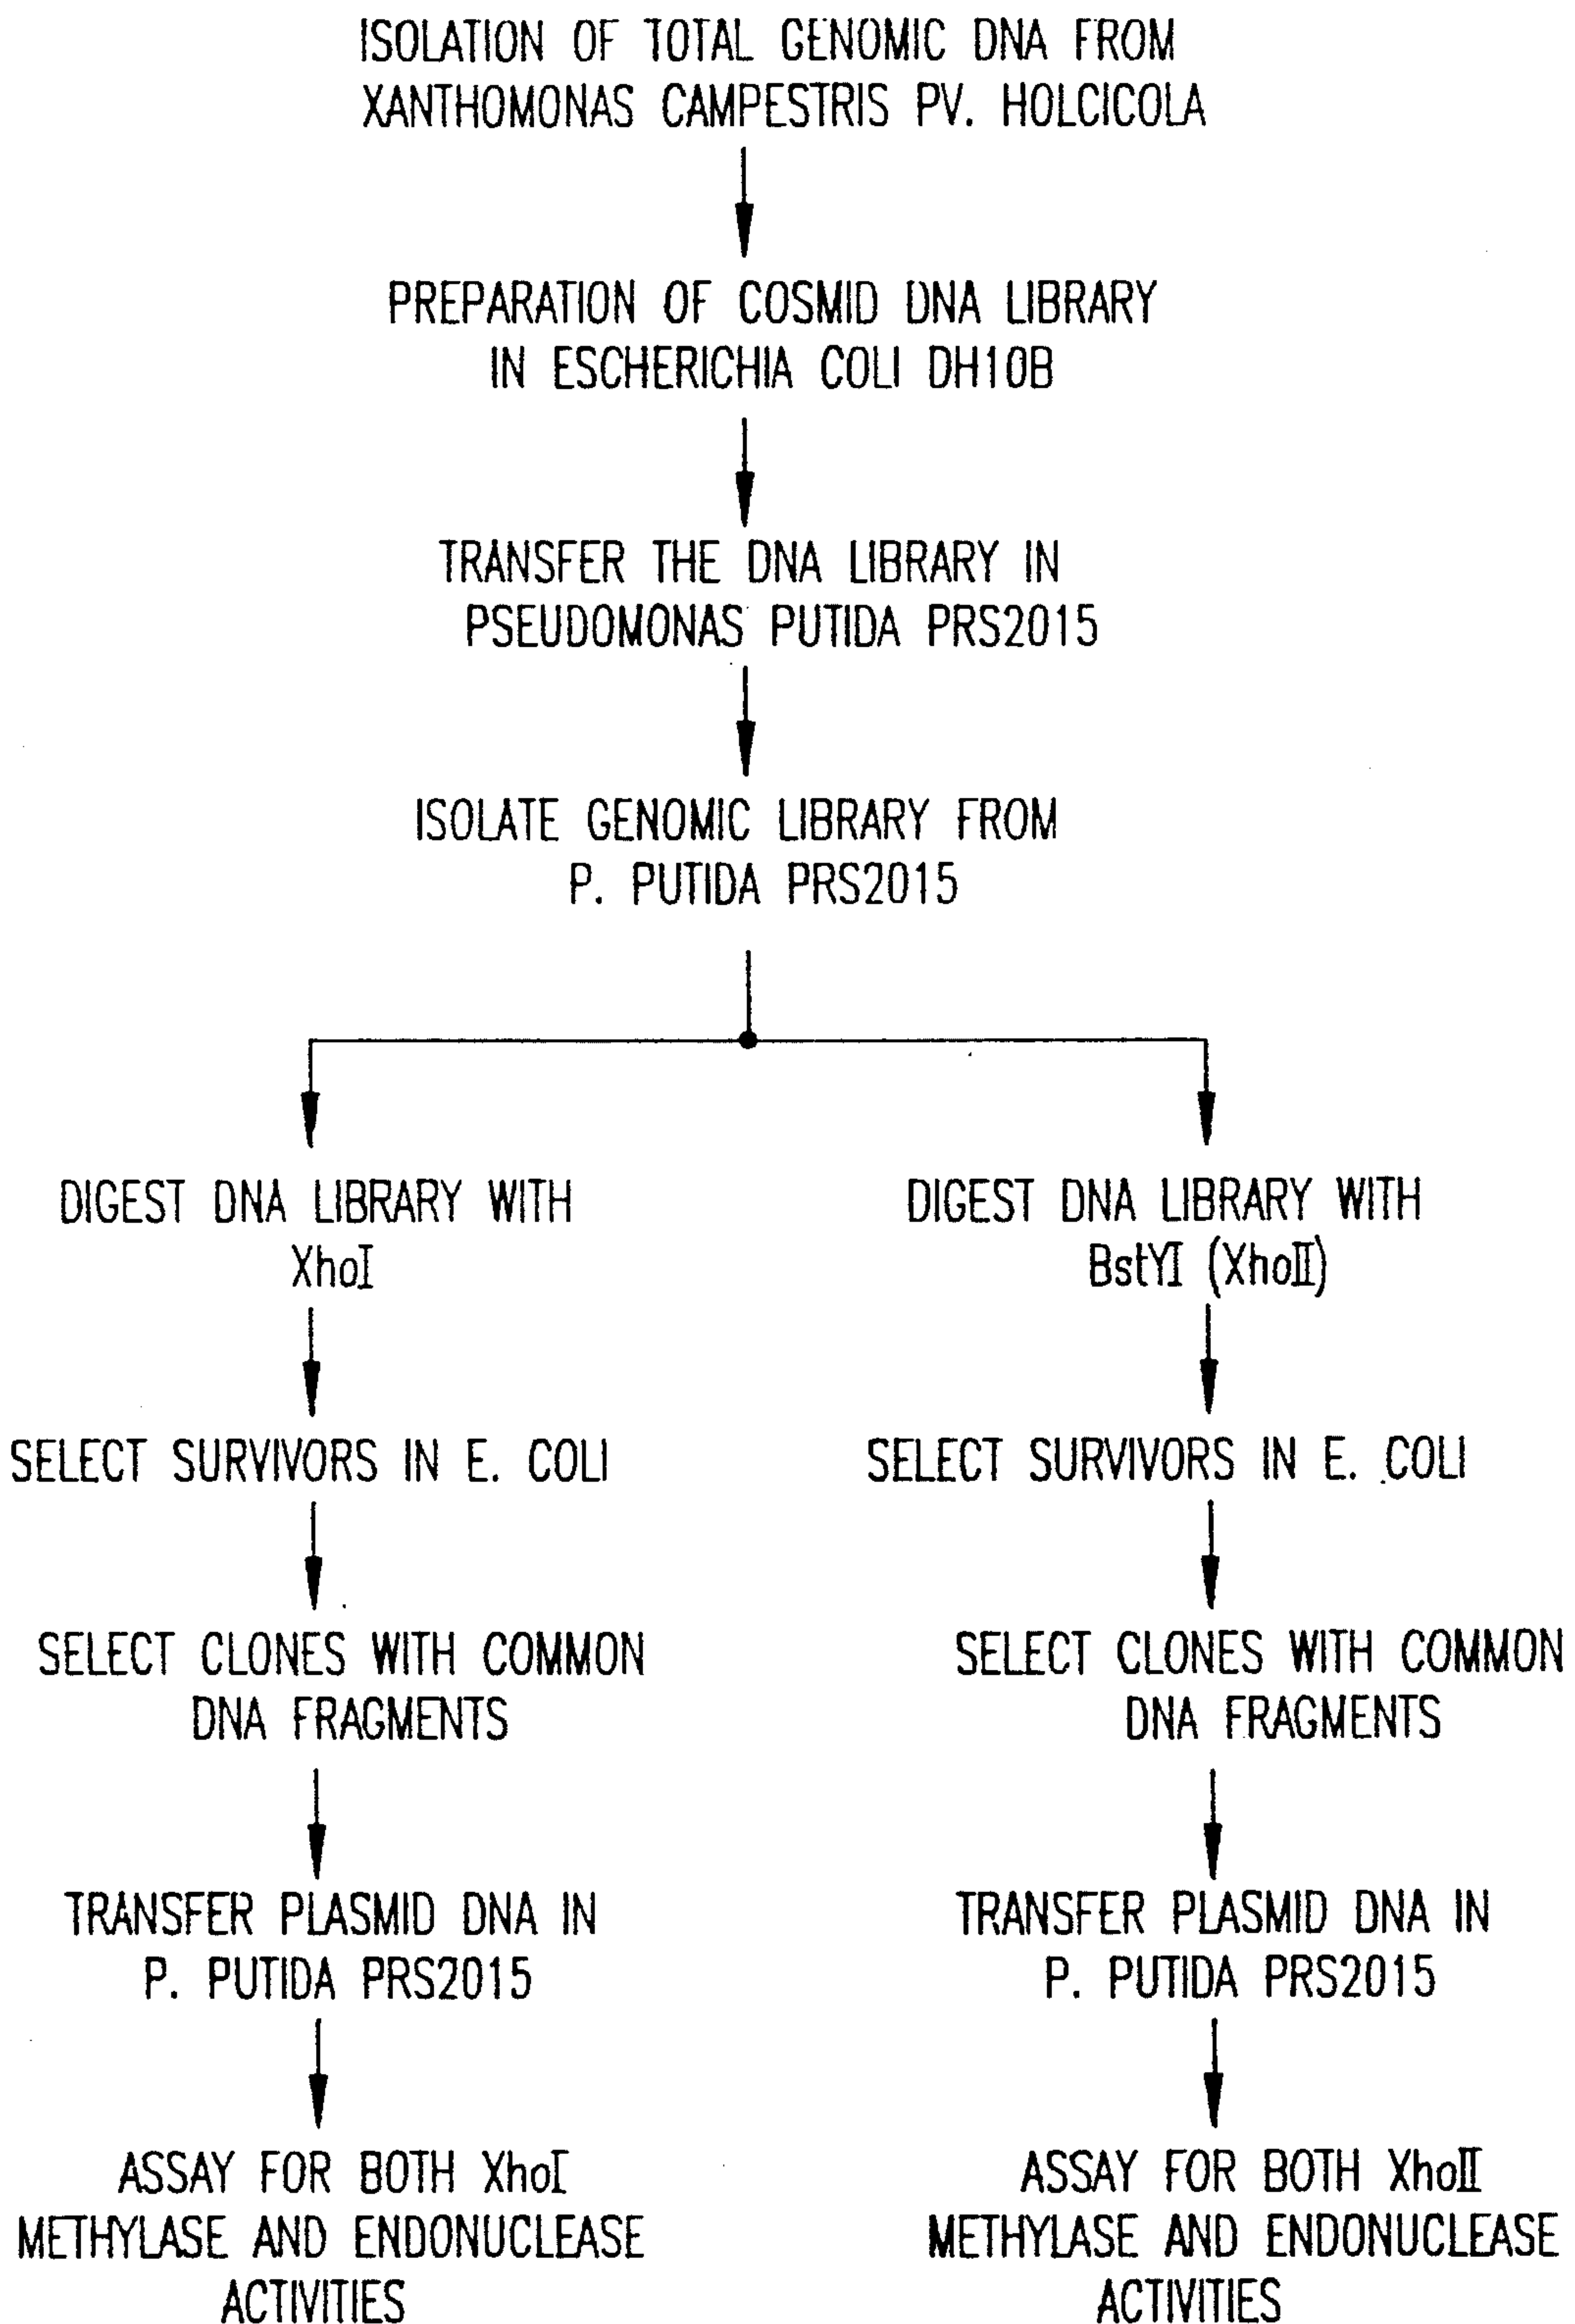 ISOLATION OF TOTAL GENOMIC DNA FROM
XANTHOMONAS CAMPESTRIS PV. HOLCICOLA
PREPARATION OF COSMID DNA LIBRARY
IN ESCHERICHIA COLI DH10B
TRANSFER THE DNA LIBRARY IN
PSEUDOMONAS PUTIDA PRS2015
ISOLATE GENOMIC LIBRARY FROM
P. PUTIDA PRS2015
DIGEST DNA LIBRARY WITH
XhoI
SELECT SURVIVORS IN E. COLI
SELECT CLONES WITH COMMON
DNA FRAGMENTS
TRANSFER PLASMID DNA IN
P. PUTIDA PRS2015
ASSAY FOR BOTH XhoI
METHYLASE AND ENDONUCLEASE
ACTIVITIES
DIGEST DNA LIBRARY WITH
BstYI (XhoII)
SELECT SURVIVORS IN E. COLI
SELECT CLONES WITH COMMON
DNA FRAGMENTS
TRANSFER PLASMID DNA IN
P. PUTIDA PRS2015
ASSAY FOR BOTH XhoII
METHYLASE AND ENDONUCLEASE
ACTIVITIES